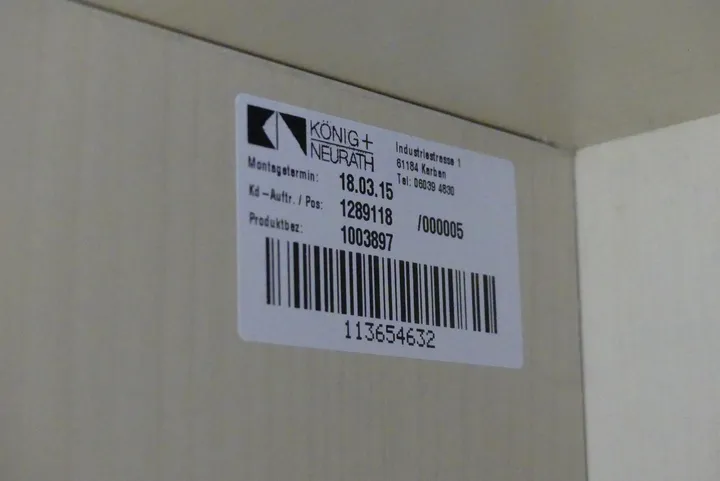 KÖNIG+
NEURATH
Industriestrasse 1
61184 Karben
Tel: 06039 4830
Montagetermin: 18.03.15
Kd-Auftr. / Pos: 1289118 /000005
Produktbez: 1003897
113654632